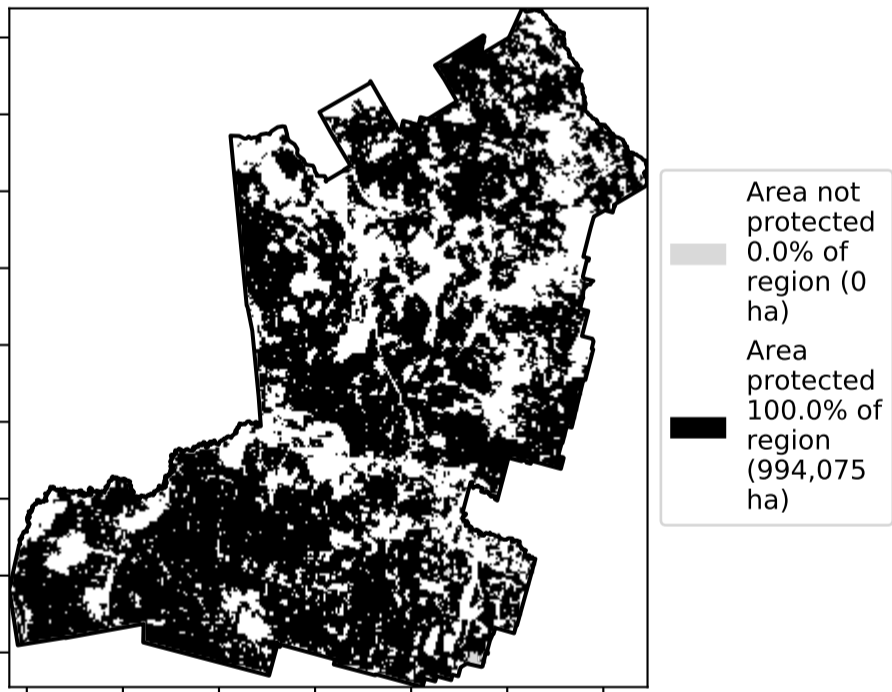 Area not
protected
0.0% of
region (0
ha)
Area
protected
100.0% of
region
(994,075
ha)